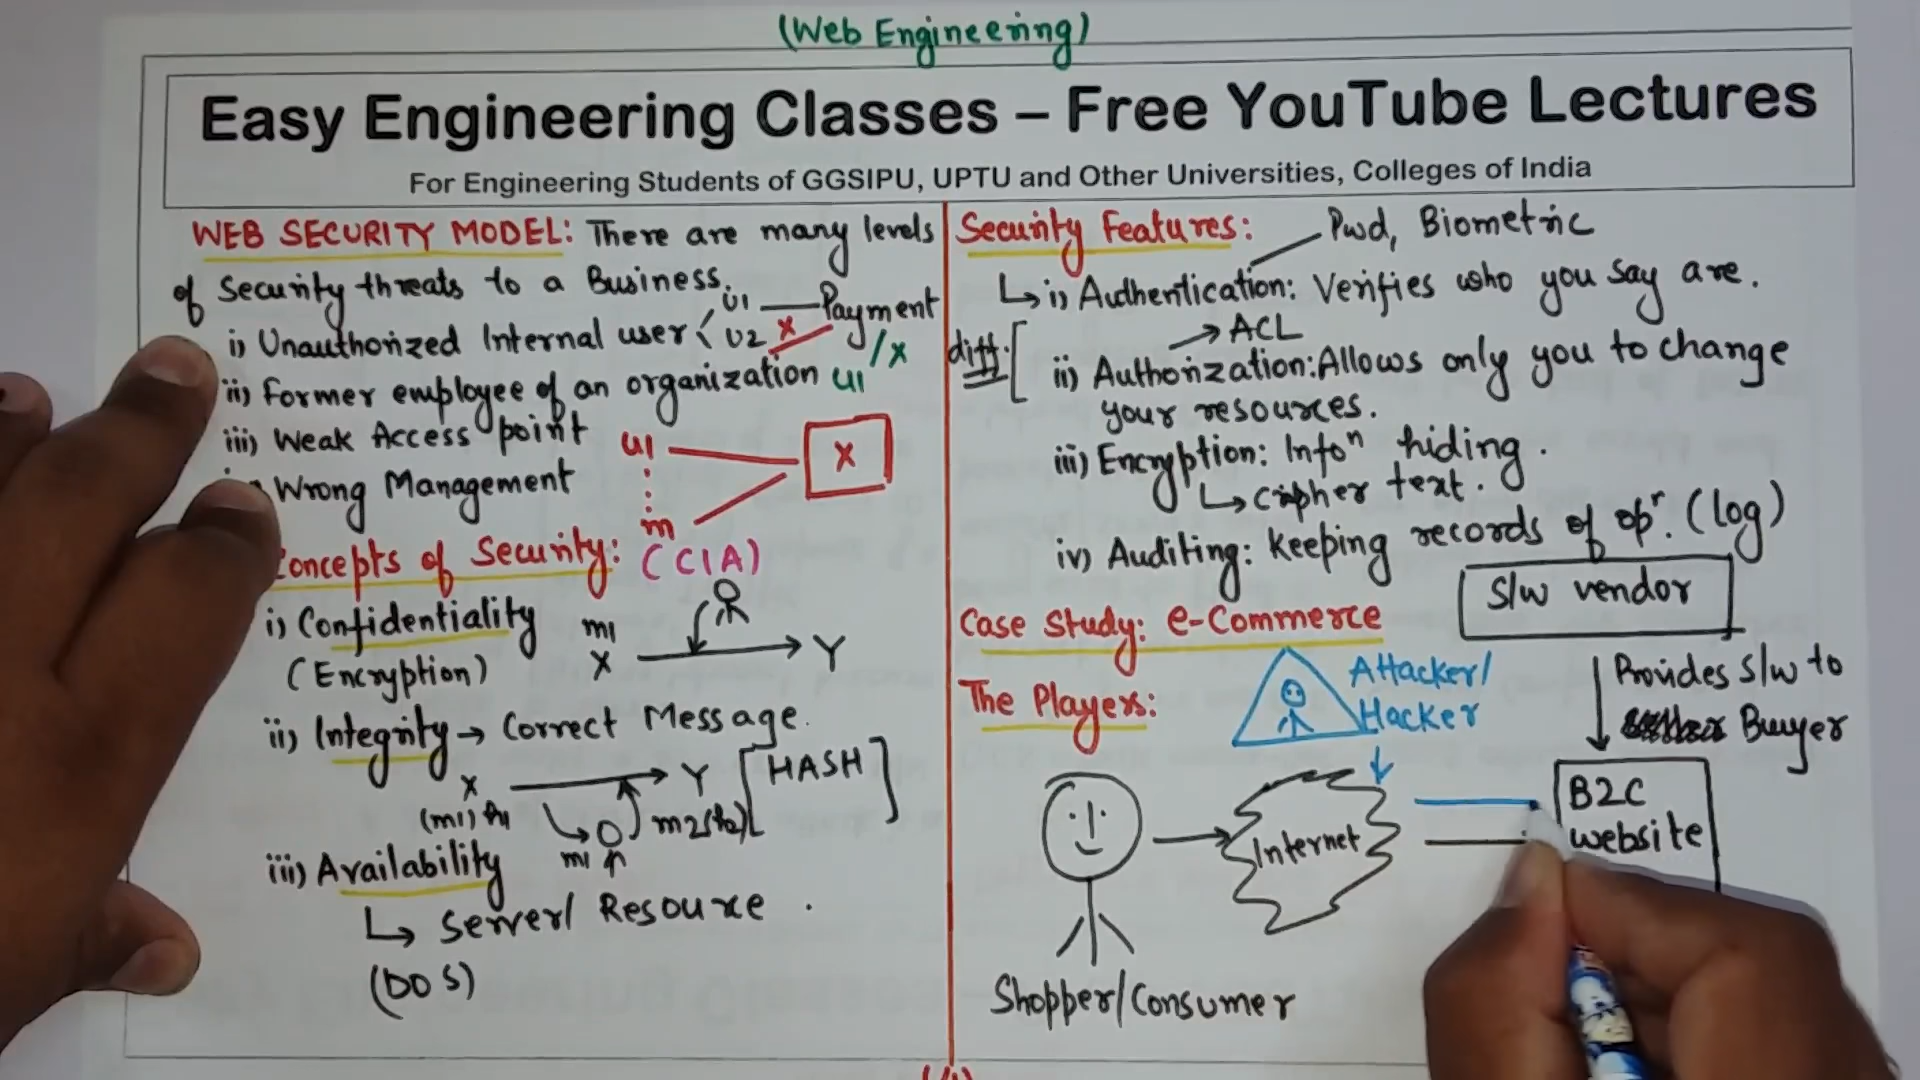 (Web Engineering)
Easy Engineering Classes – Free YouTube Lectures
For Engineering Students of GGSIPU, UPTU and Other Universities, Colleges of India
WEB SECURITY MODEL: There are many levels
of Security threats to a Business.
i) Unauthorized Internal user < U1 — Payment
U2 X
/X
ii) Former employee of an organization U1
iii) Weak Access point
U1
X
Wrong Management
m
Concepts of Security: (CIA)
i) Confidentiality
m1
X
Y
(Encryption)
ii) Integrity → Correct Message.
X
Y
[HASH]
(m1)
m2
m1
iii) Availability
↳ Server/ Resource .
(DOS)
Security Features:
Pwd, Biometric
↳ i) Authentication: Verifies who you say are.
→ ACL
diff.
ii) Authorization: Allows only you to change
your resources.
iii) Encryption: Infoⁿ hiding.
↳ cipher text.
iv) Auditing: Keeping records of opʳ. (log)
S/w vendor
Case Study: e-Commerce
Attacker/
Hacker
Provides S/w to
Buyer
The Players:
B2C
website
Internet
Shopper/Consumer